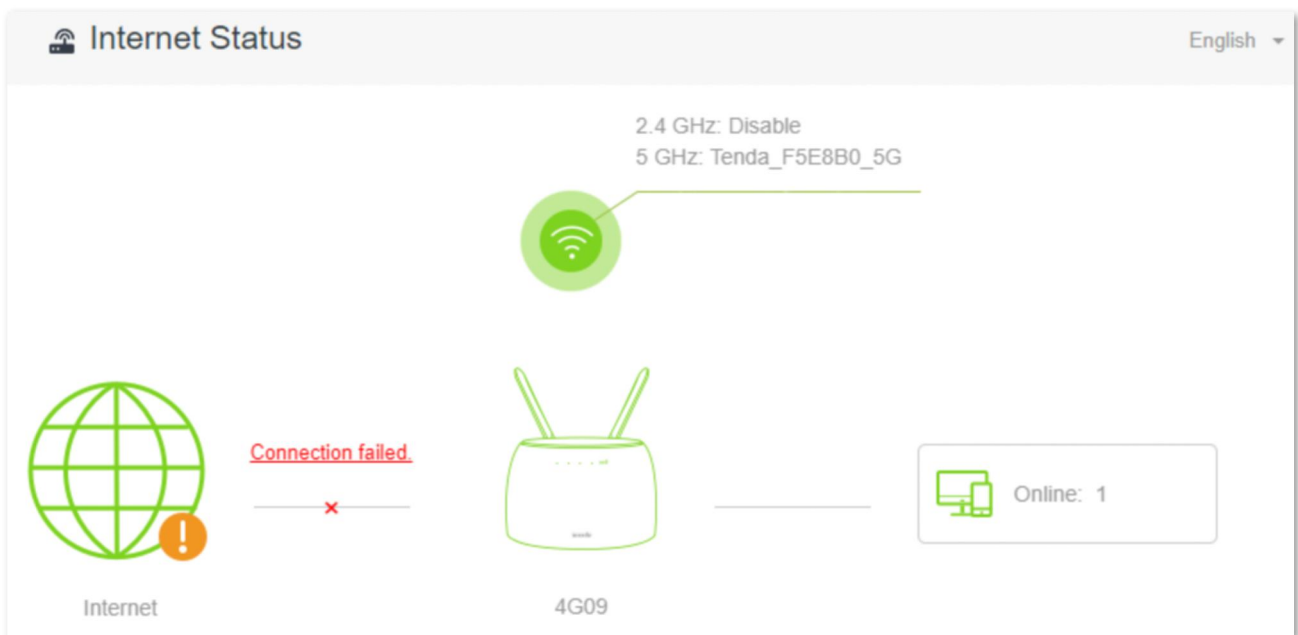 Internet Status
English
2.4 GHz: Disable
5 GHz: Tenda_F5E8B0_5G
Connection failed.
Online: 1
Internet
4G09